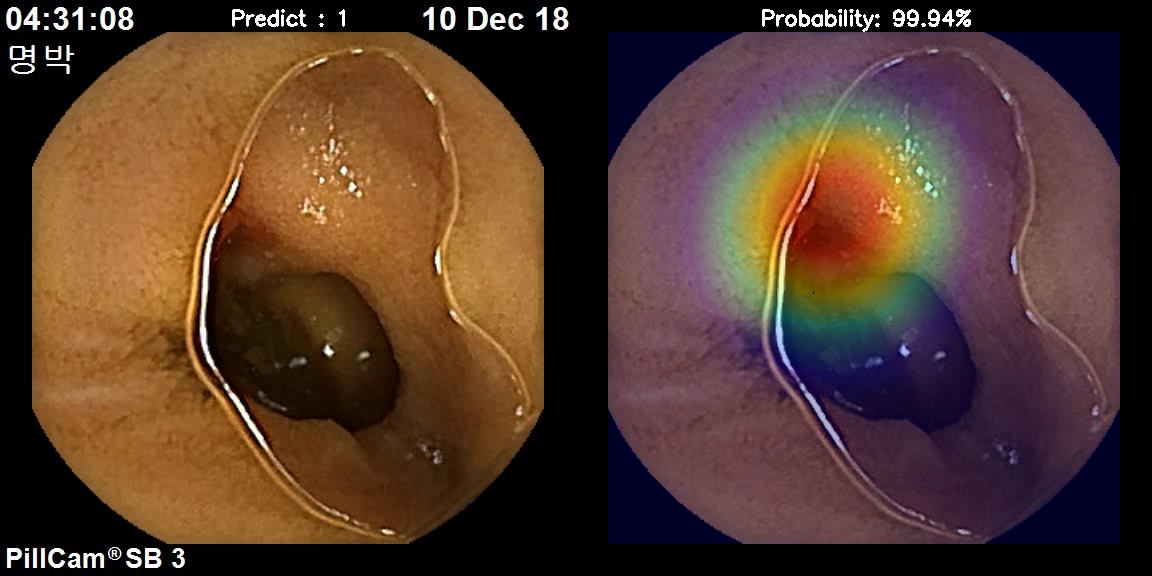 04:31:08 Predict : 1 10 Dec 18 Probability: 99.94%
명박
PillCam® SB 3